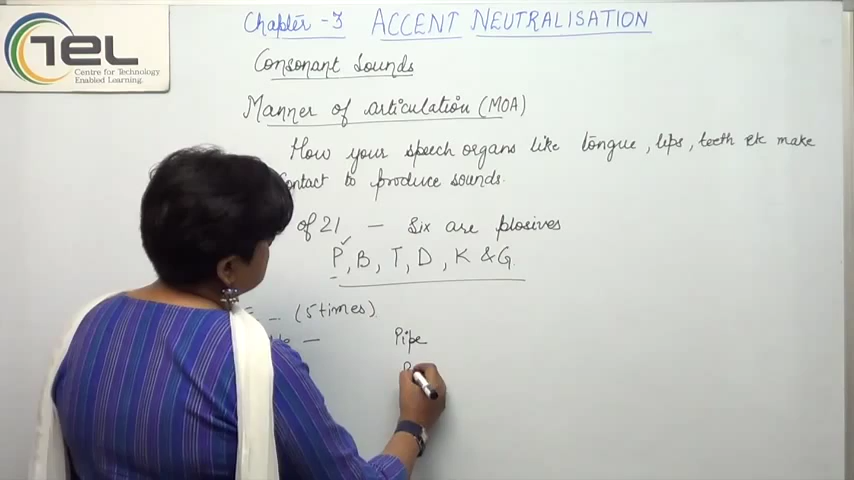 TEL
Centre for Technology
Enabled Learning.
Chapter -3 ACCENT NEUTRALISATION
Consonant Sounds
Manner of articulation (MOA)
How your speech organs like tongue, lips, teeth etc make
contact to produce sounds.
of 21 — Six are plosives
P, B, T, D, K & G.
(5 times)
— Pipe